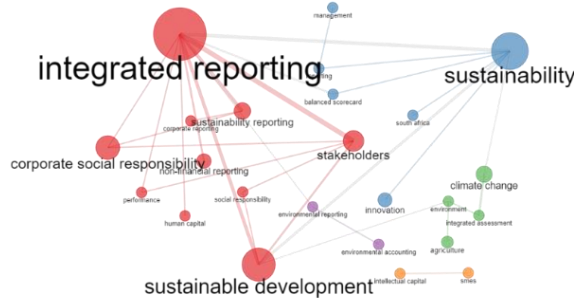 management
integrated reporting
sustainability
balanced scorecard
south africa
corporate reporting
sustainability reporting
stakeholders
corporate social responsibility
non-financial reporting
climate change
performance
social responsibility
environment
innovation
environmental reporting
human capital
integrated assessment
agriculture
environmental accounting
intellectual capital
smes
sustainable development